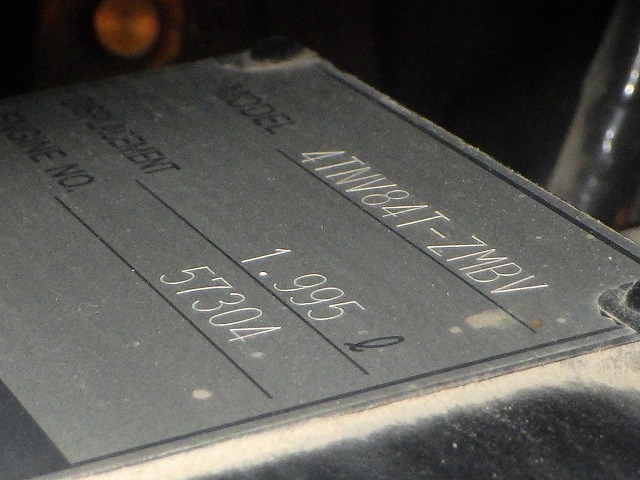 MODEL 4TNV84T-ZMBV
DISPLACEMENT 1.995 ℓ
ENGINE NO. 57304